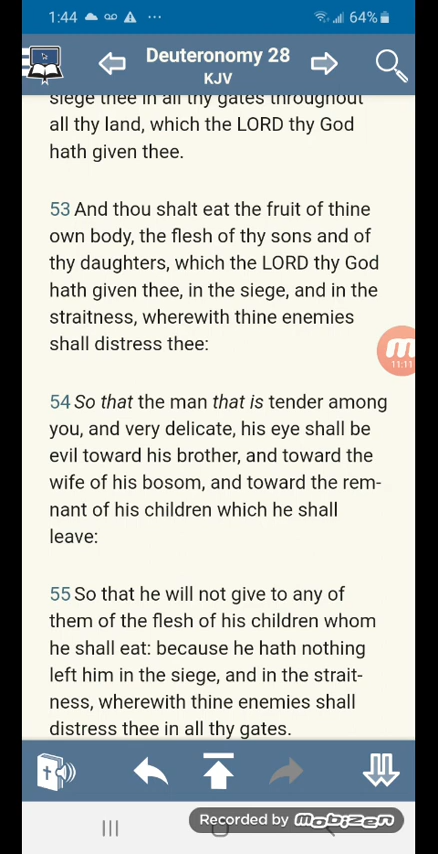 1:44 64%
Deuteronomy 28
KJV
siege thee in all thy gates throughout
all thy land, which the LORD thy God
hath given thee.
53 And thou shalt eat the fruit of thine
own body, the flesh of thy sons and of
thy daughters, which the LORD thy God
hath given thee, in the siege, and in the
straitness, wherewith thine enemies
shall distress thee:
11:11
54 So that the man that is tender among
you, and very delicate, his eye shall be
evil toward his brother, and toward the
wife of his bosom, and toward the rem-
nant of his children which he shall
leave:
55 So that he will not give to any of
them of the flesh of his children whom
he shall eat: because he hath nothing
left him in the siege, and in the strait-
ness, wherewith thine enemies shall
distress thee in all thy gates.
Recorded by mobizen